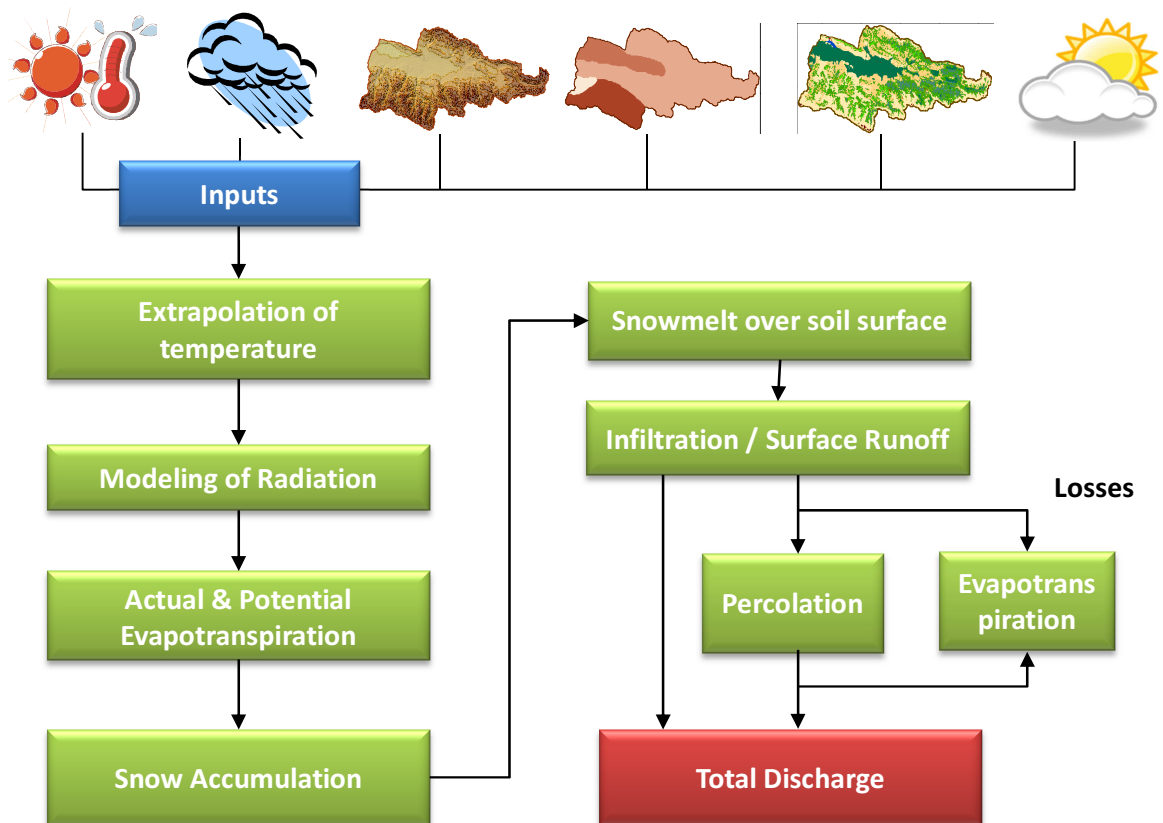 Inputs
Extrapolation of
temperature
Modeling of Radiation
Actual & Potential
Evapotranspiration
Snow Accumulation
Snowmelt over soil surface
Infiltration / Surface Runoff
Losses
Percolation
Evapotrans
piration
Total Discharge